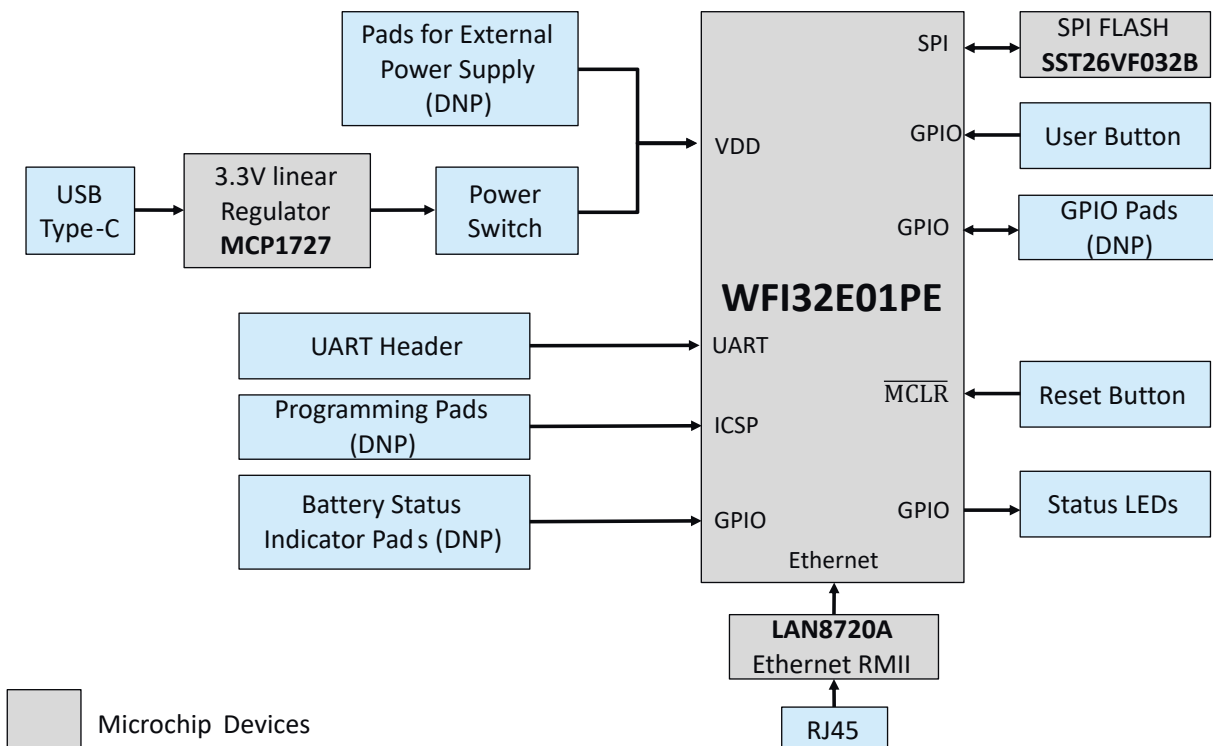 Pads for External
Power Supply
(DNP)
USB
Type-C
3.3V linear
Regulator
MCP1727
Power
Switch
UART Header
Programming Pads
(DNP)
Battery Status
Indicator Pads (DNP)
VDD
UART
ICSP
GPIO
WFI32E01PE
SPI
GPIO
GPIO
MCLR
GPIO
Ethernet
SPI FLASH
SST26VF032B
User Button
GPIO Pads
(DNP)
Reset Button
Status LEDs
LAN8720A
Ethernet RMII
RJ45
Microchip Devices